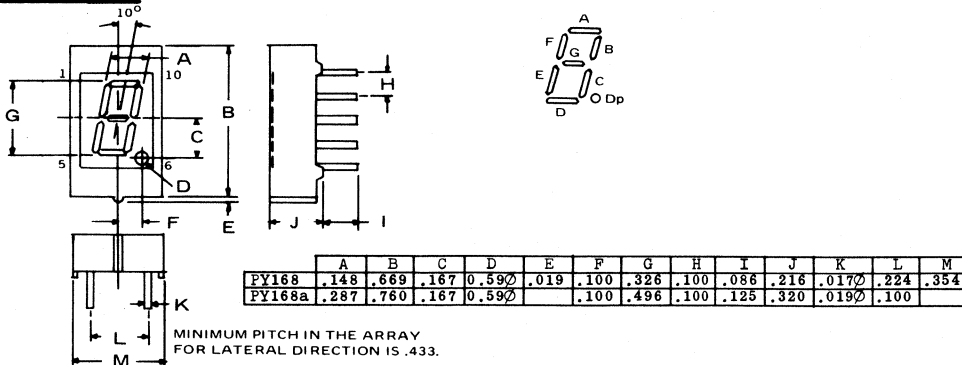 10°
A
1 10
G
B
C
5 6
D
F
E
H
J I
A
F B
G
E C
Dp
D
K
L
M
MINIMUM PITCH IN THE ARRAY
FOR LATERAL DIRECTION IS .433.
A B C D E F G H I J K L M
PY168 .148 .669 .167 0.59Ø .019 .100 .326 .100 .086 .216 .017Ø .224 .354
PY168a .287 .760 .167 0.59Ø .100 .496 .100 .125 .320 .019Ø .100